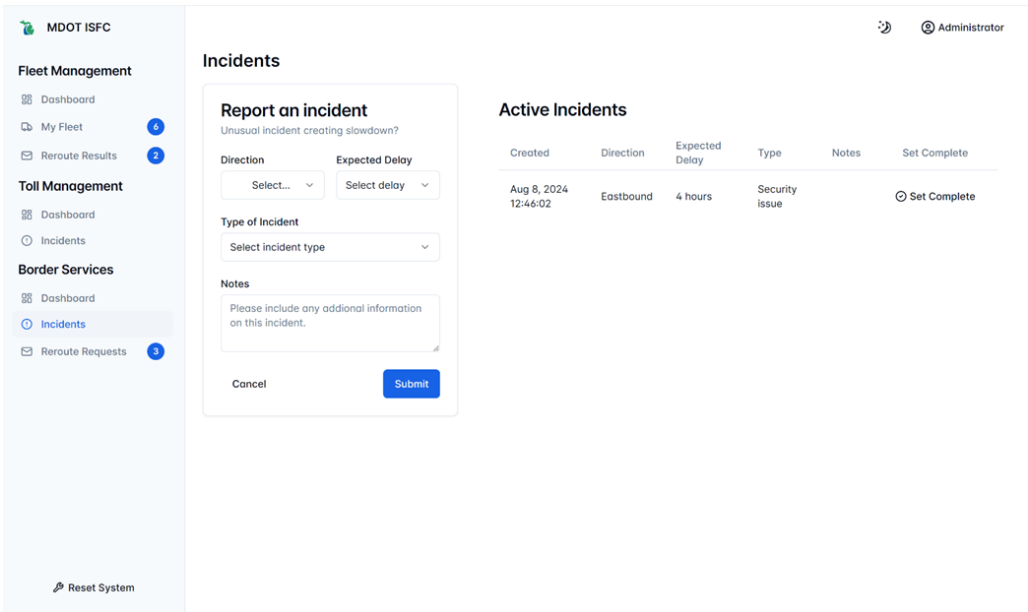 MDOT ISFC
Administrator
Fleet Management
Dashboard
My Fleet 6
Reroute Results 2
Toll Management
Dashboard
Incidents
Border Services
Dashboard
Incidents
Reroute Requests 3
Reset System
Incidents
Report an incident
Unusual incident creating slowdown?
Direction Expected Delay
Select... Select delay
Type of Incident
Select incident type
Notes
Please include any addional information
on this incident.
Cancel Submit
Active Incidents
Created Direction Expected Delay Type Notes Set Complete
Aug 8, 2024 12:46:02 Eastbound 4 hours Security issue Set Complete